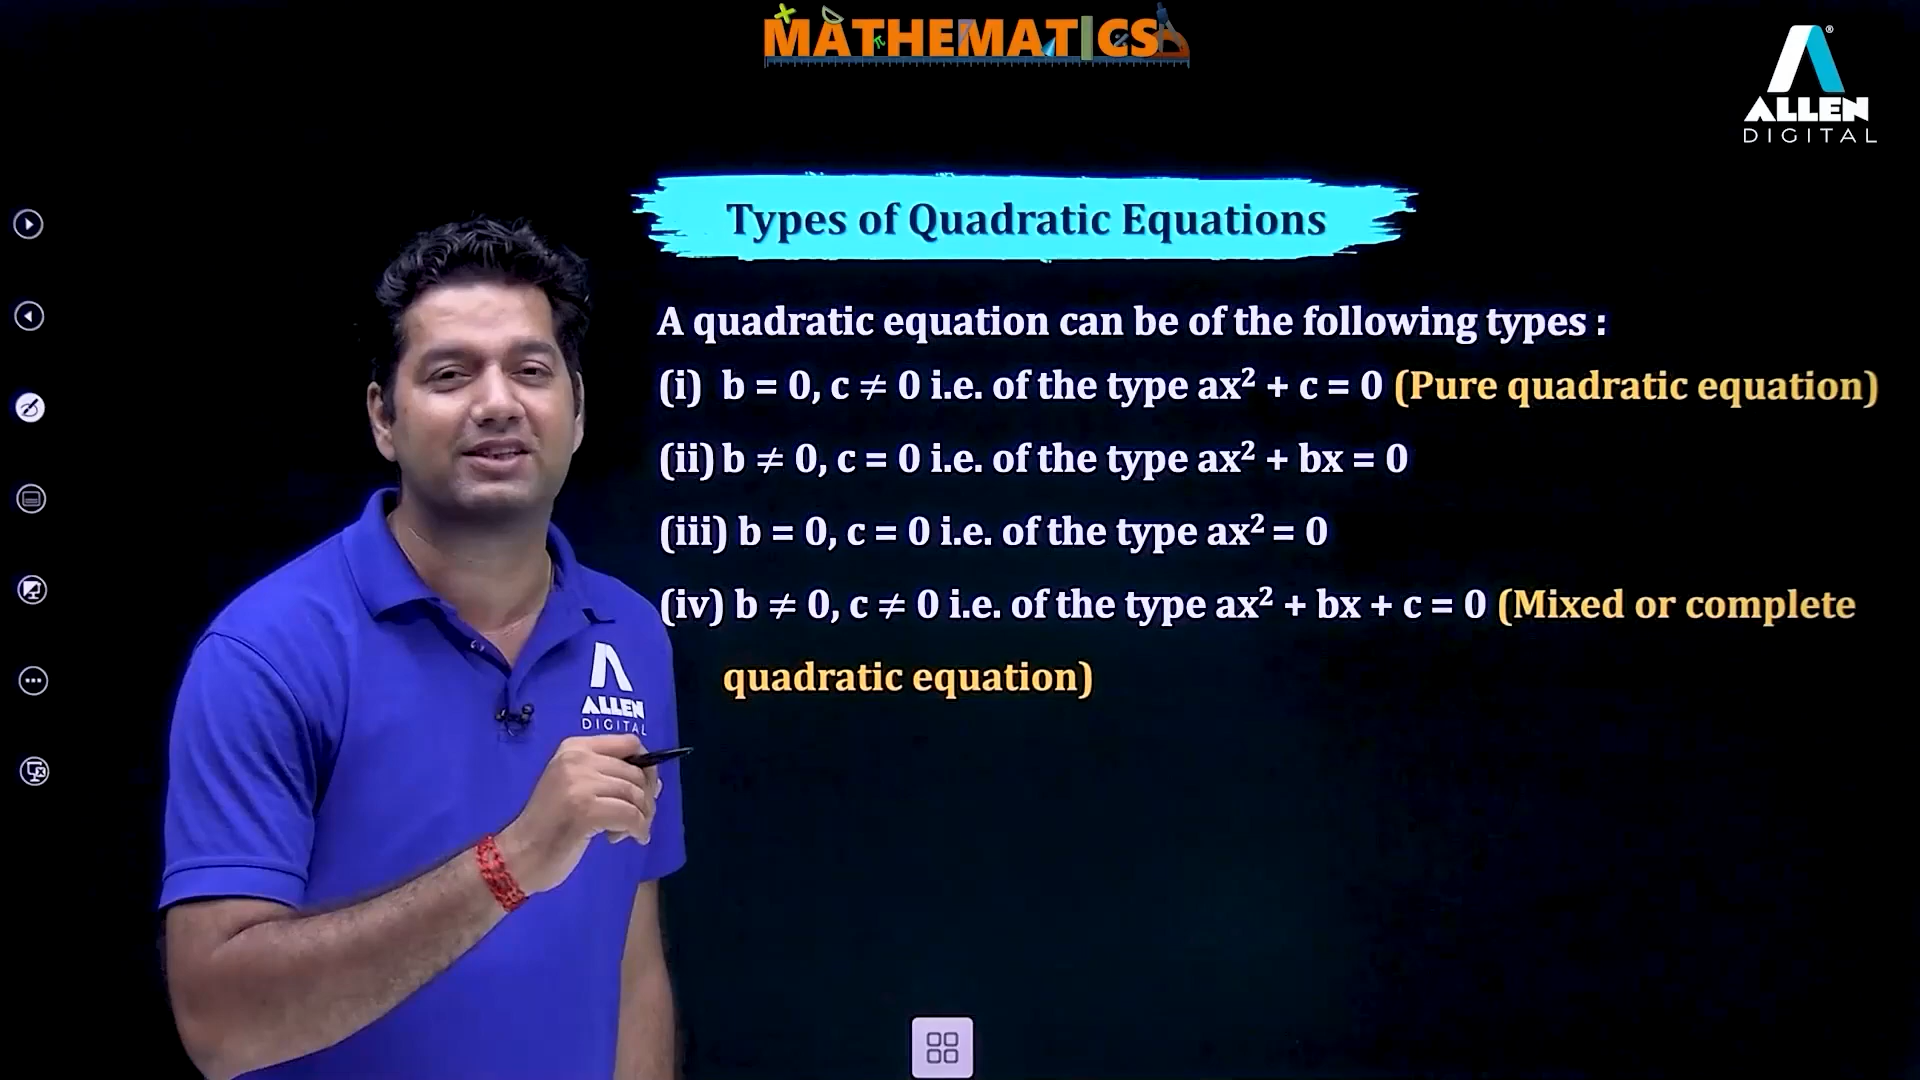 MATHEMATICS
ALLEN
DIGITAL
Types of Quadratic Equations
A quadratic equation can be of the following types :
(i) b = 0, c ≠ 0 i.e. of the type ax² + c = 0 (Pure quadratic equation)
(ii) b ≠ 0, c = 0 i.e. of the type ax² + bx = 0
(iii) b = 0, c = 0 i.e. of the type ax² = 0
(iv) b ≠ 0, c ≠ 0 i.e. of the type ax² + bx + c = 0 (Mixed or complete
quadratic equation)
ALLEN
DIGITAL